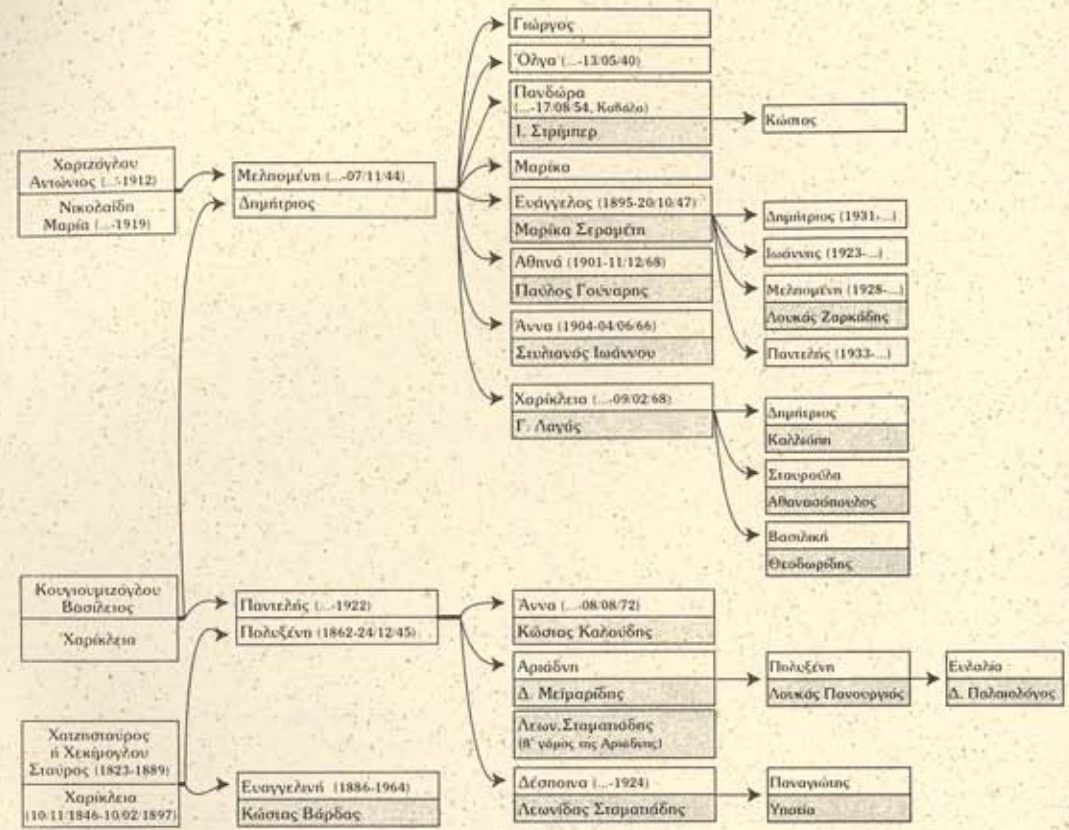 Χαριζόγλου
Αντώνιος (...-1912)
Νικολαΐδη
Μαρία (...-1919)
Κουγιουμτζόγλου
Βασίλειος
Χαρίκλεια
Χατζησταύρος
ή Χεκίμογλου
Σταύρος (1823-1889)
Χαρίκλεια
(10/11/1846-10/02/1897)
Μελπομένη (...-07/11/44)
Δημήτριος
Παντελής (...-1922)
Πολυξένη (1862-24/12/45)
Ευαγγελινή (1886-1964)
Κώστας Βάρδας
Γιώργος
Όλγα (...-13/05/40)
Πανδώρα
(...-17/08/54, Καβάλα)
Ι. Στρίμπερ
Μαρίκα
Ευάγγελος (1895-20/10/47)
Μαρίκα Σεραμέτη
Αθηνά (1901-11/12/68)
Παύλος Γούναρης
Άννα (1904-04/06/66)
Στυλιανός Ιωάννου
Χαρίκλεια (...-09/02/68)
Γ. Λαγός
Άννα (...-08/08/72)
Κώστας Καλούδης
Αριάδνη
Δ. Μεϊμαρίδης
Λεων.Σταματιάδης
(β' γάμος της Αριάδνης)
Δέσποινα (...-1924)
Λεωνίδας Σταματιάδης
Κώστας
Δημήτριος (1931-...)
Ιωάννης (1923-...)
Μελπομένη (1928-...)
Λουκάς Ζαρκάδης
Παντελής (1933-...)
Δημήτριος
Καλλιόπη
Σταυρούλα
Αθανασόπουλος
Βασιλική
Θεοδωρίδης
Πολυξένη
Λουκάς Πανουργιάς
Παναγιώτης
Υπατία
Ευλαλία
Δ. Παλαιολόγος